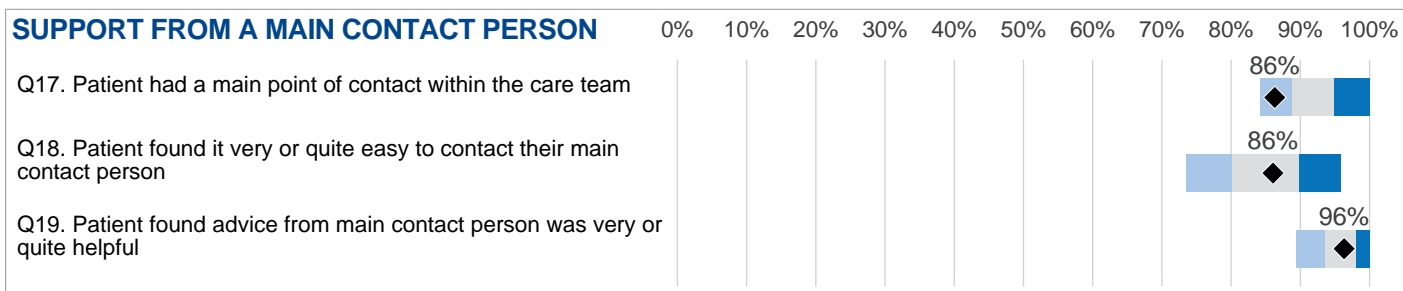 SUPPORT FROM A MAIN CONTACT PERSON 0% 10% 20% 30% 40% 50% 60% 70% 80% 90% 100%
86%
Q17. Patient had a main point of contact within the care team
86%
Q18. Patient found it very or quite easy to contact their main
contact person
96%
Q19. Patient found advice from main contact person was very or
quite helpful